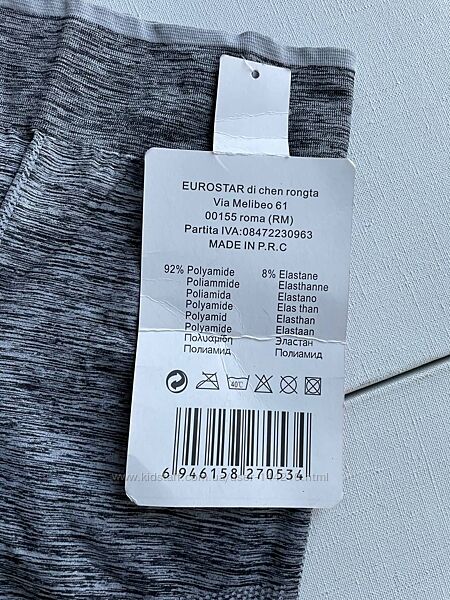 EUROSTAR di chen rongta
Via Melibeo 61
00155 roma (RM)
Partita IVA:08472230963
MADE IN P.R.C
92% Polyamide 8% Elastane
Poliammide Elasthanne
Poliamida Elastano
Polyamide Elas than
Polyamid Elasthan
Polyamide Elastaan
Πολυαμίδη Эластан
Полиамид Полиамид
40℃
6 946158 270534